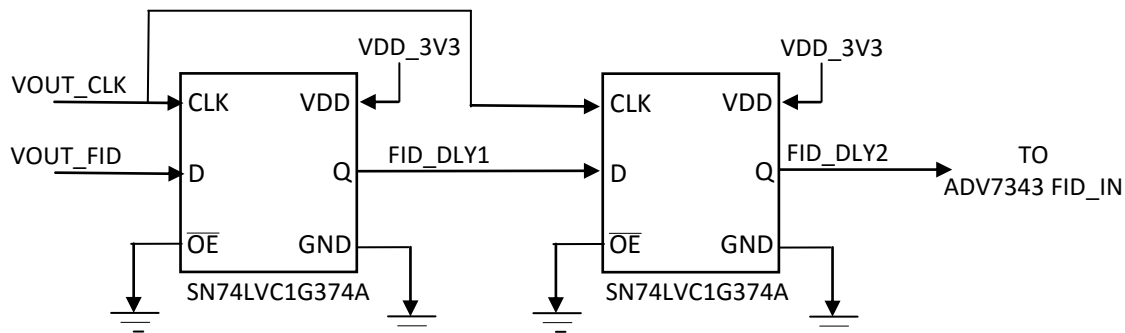 VDD_3V3
VDD_3V3
VOUT_CLK
CLK
VDD
CLK
VDD
VOUT_FID
D
Q
FID_DLY1
D
Q
FID_DLY2
TO
ADV7343 FID_IN
OE
GND
OE
GND
SN74LVC1G374A
SN74LVC1G374A